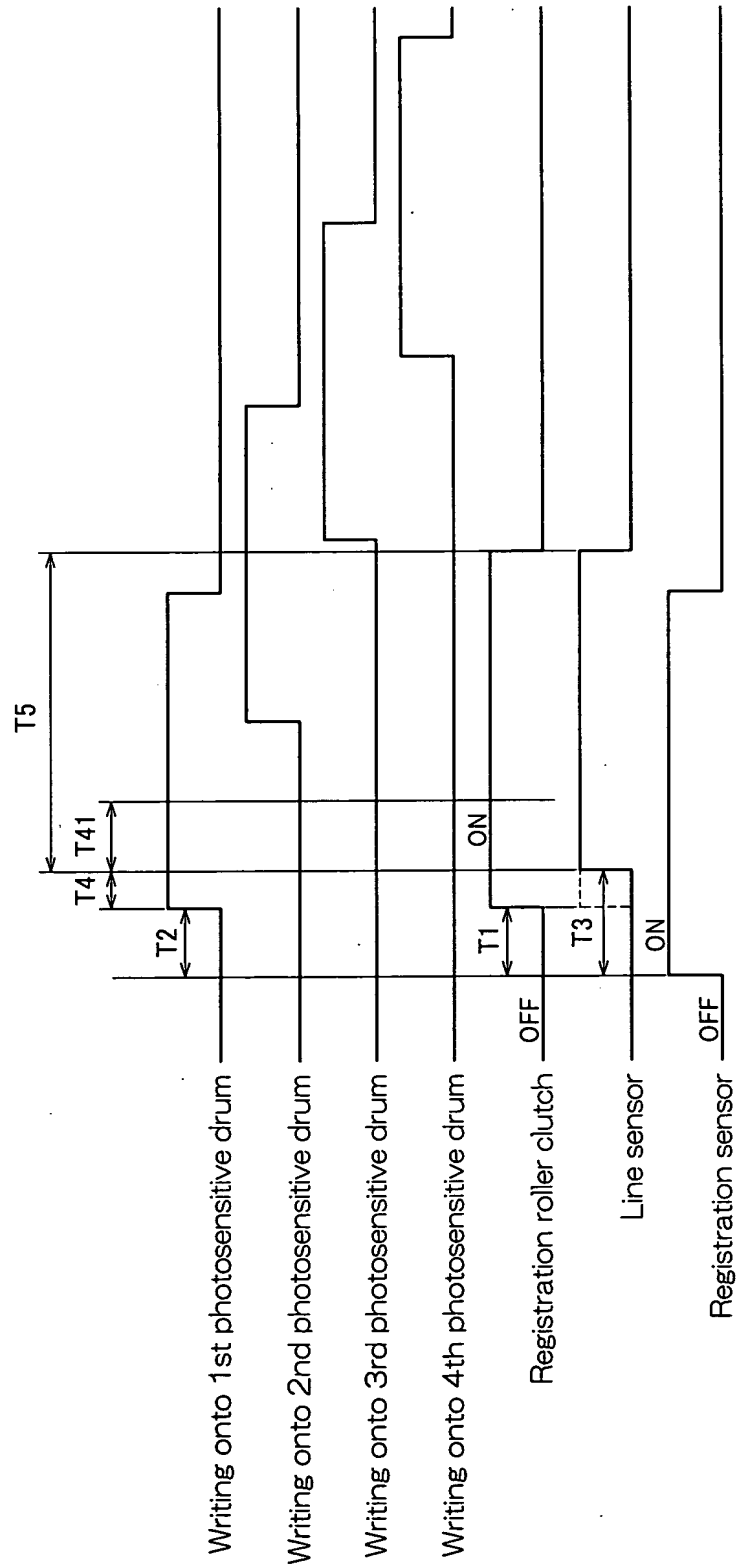 T5
T4
T41
T2
Writing onto 1st photosensitive drum
Writing onto 2nd photosensitive drum
Writing onto 3rd photosensitive drum
Writing onto 4th photosensitive drum
OFF
T1
ON
Registration roller clutch
T3
Line sensor
OFF
ON
Registration sensor